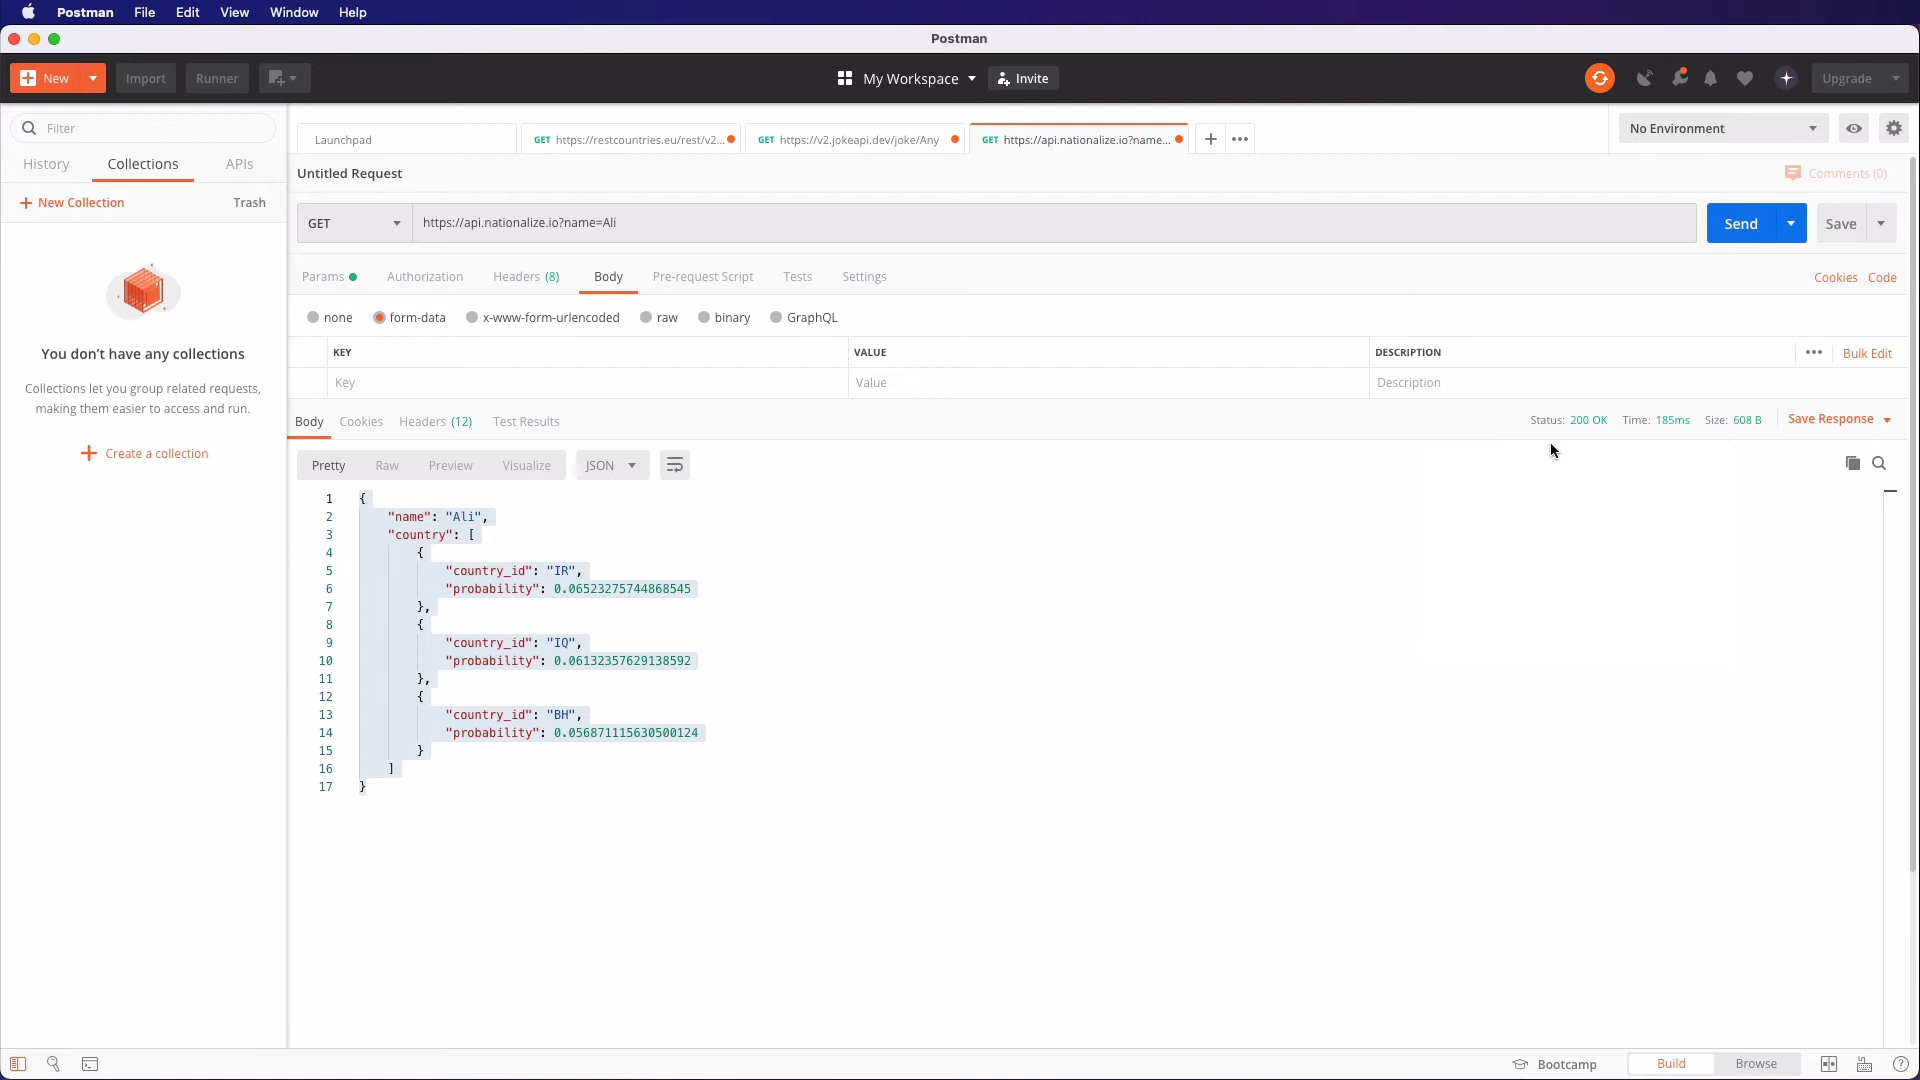 Postman File Edit View Window Help
Postman
New Import Runner My Workspace Invite Upgrade
Filter
History Collections APIs
New Collection Trash
You don’t have any collections
Collections let you group related requests,
making them easier to access and run.
Create a collection
Launchpad GET https://restcountries.eu/rest/v2... GET https://v2.jokeapi.dev/joke/Any GET https://api.nationalize.io?name... No Environment
Untitled Request Comments (0)
GET https://api.nationalize.io?name=Ali Send Save
Params Authorization Headers (8) Body Pre-request Script Tests Settings Cookies Code
none form-data x-www-form-urlencoded raw binary GraphQL
KEY VALUE DESCRIPTION Bulk Edit
Key Value Description
Body Cookies Headers (12) Test Results Status: 200 OK Time: 185ms Size: 608 B Save Response
Pretty Raw Preview Visualize JSON
1 {
2 "name": "Ali",
3 "country": [
4 {
5 "country_id": "IR",
6 "probability": 0.06523275744868545
7 },
8 {
9 "country_id": "IQ",
10 "probability": 0.06132357629138592
11 },
12 {
13 "country_id": "BH",
14 "probability": 0.056871115630500124
15 }
16 ]
17 }
Bootcamp Build Browse